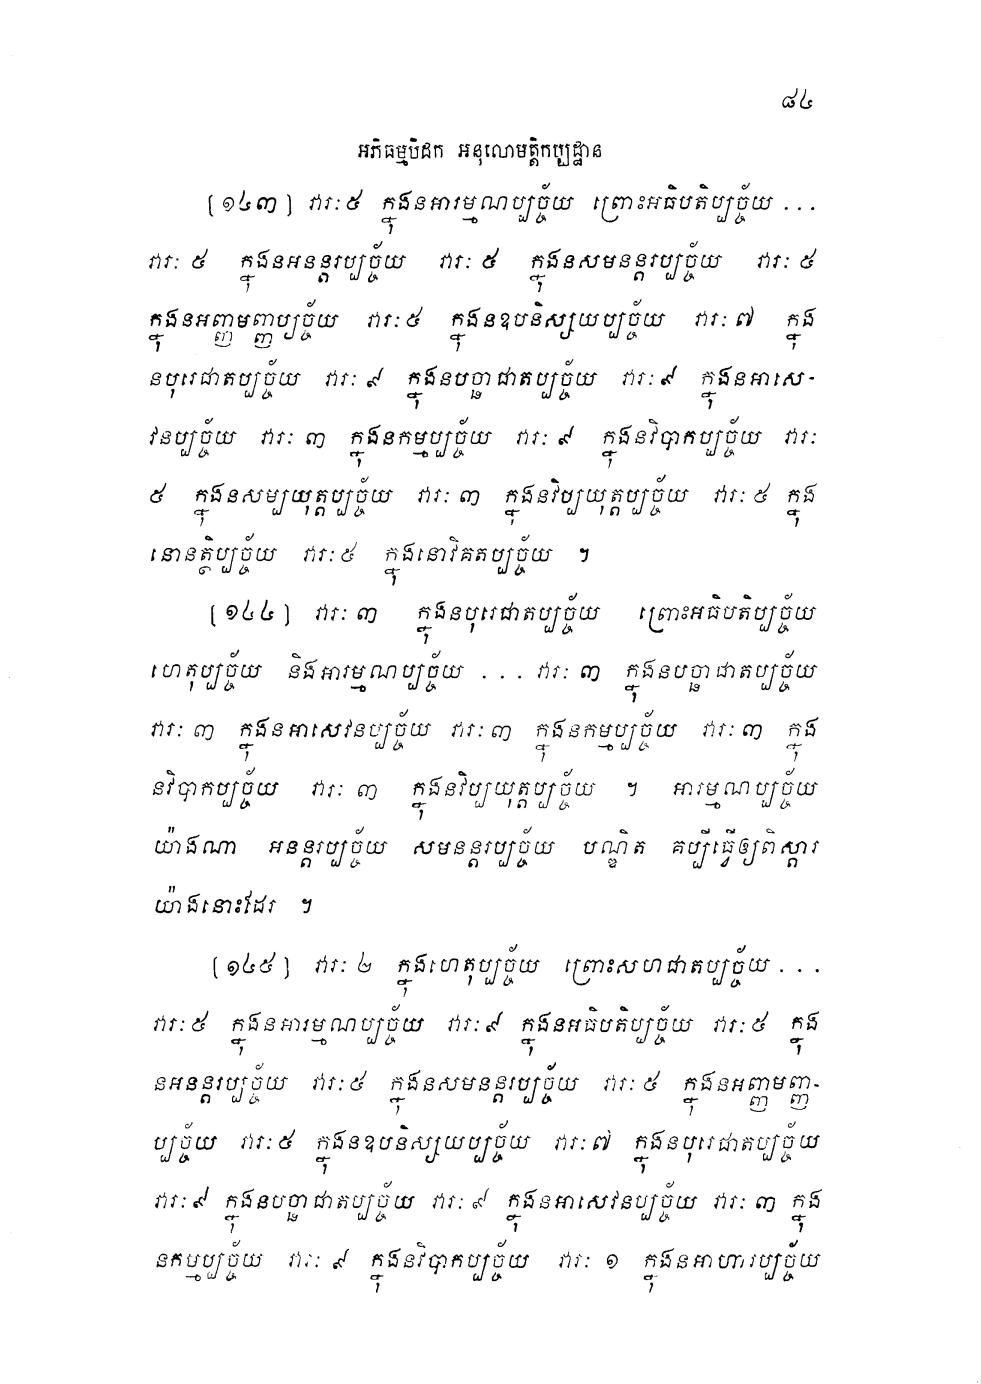 ៨៤
អភិធម្មបិដក អនុលោមត្តិកប្បដ្ឋាន
[១៤៣] វារៈ ៥ ក្នុងនអារម្មណប្បច្ច័យ ព្រោះអធិបតិប្បច្ច័យ ...
វារៈ ៥ ក្នុងនអនន្តរប្បច្ច័យ វារៈ ៥ ក្នុងនសមនន្តរប្បច្ច័យ វារៈ ៥
ក្នុងនអញ្ញមញ្ញប្បច្ច័យ វារៈ ៥ ក្នុងនឧបនិស្សយប្បច្ច័យ វារៈ ៧ ក្នុង
នបុរេជាតប្បច្ច័យ វារៈ ៩ ក្នុងនបច្ឆាជាតប្បច្ច័យ វារៈ ៩ ក្នុងនអាសេ-
វនប្បច្ច័យ វារៈ ៣ ក្នុងនកម្មប្បច្ច័យ វារៈ ៩ ក្នុងនវិបាកប្បច្ច័យ វារៈ
៥ ក្នុងនសម្បយុត្តប្បច្ច័យ វារៈ ៣ ក្នុងនវិប្បយុត្តប្បច្ច័យ វារៈ ៥ ក្នុង
នោនត្ថិប្បច្ច័យ វារៈ ៥ ក្នុងនោវិគតប្បច្ច័យ ។
[១៤៤] វារៈ ៣ ក្នុងនបុរេជាតប្បច្ច័យ ព្រោះអធិបតិប្បច្ច័យ
ហេតុប្បច្ច័យ និងអារម្មណប្បច្ច័យ ... វារៈ ៣ ក្នុងនបច្ឆាជាតប្បច្ច័យ
វារៈ ៣ ក្នុងនអាសេវនប្បច្ច័យ វារៈ ៣ ក្នុងនកម្មប្បច្ច័យ វារៈ ៣ ក្នុង
នវិបាកប្បច្ច័យ វារៈ ៣ ក្នុងនវិប្បយុត្តប្បច្ច័យ ។ អារម្មណប្បច្ច័យ
យ៉ាងណា អនន្តរប្បច្ច័យ សមនន្តរប្បច្ច័យ បណ្ឌិត គប្បីធ្វើឲ្យពិស្តារ
យ៉ាងនោះដែរ ។
[១៤៥] វារៈ ២ ក្នុងហេតុប្បច្ច័យ ព្រោះសហជាតប្បច្ច័យ ...
វារៈ ៥ ក្នុងនអារម្មណប្បច្ច័យ វារៈ ៩ ក្នុងនអធិបតិប្បច្ច័យ វារៈ ៥ ក្នុង
នអនន្តរប្បច្ច័យ វារៈ ៥ ក្នុងនសមនន្តរប្បច្ច័យ វារៈ ៥ ក្នុងនអញ្ញមញ្ញ-
ប្បច្ច័យ វារៈ ៥ ក្នុងនឧបនិស្សយប្បច្ច័យ វារៈ ៧ ក្នុងនបុរេជាតប្បច្ច័យ
វារៈ ៩ ក្នុងនបច្ឆាជាតប្បច្ច័យ វារៈ ៩ ក្នុងនអាសេវនប្បច្ច័យ វារៈ ៣ ក្នុង
នកម្មប្បច្ច័យ វារៈ ៩ ក្នុងនវិបាកប្បច្ច័យ វារៈ ១ ក្នុងនអាហារប្បច្ច័យ